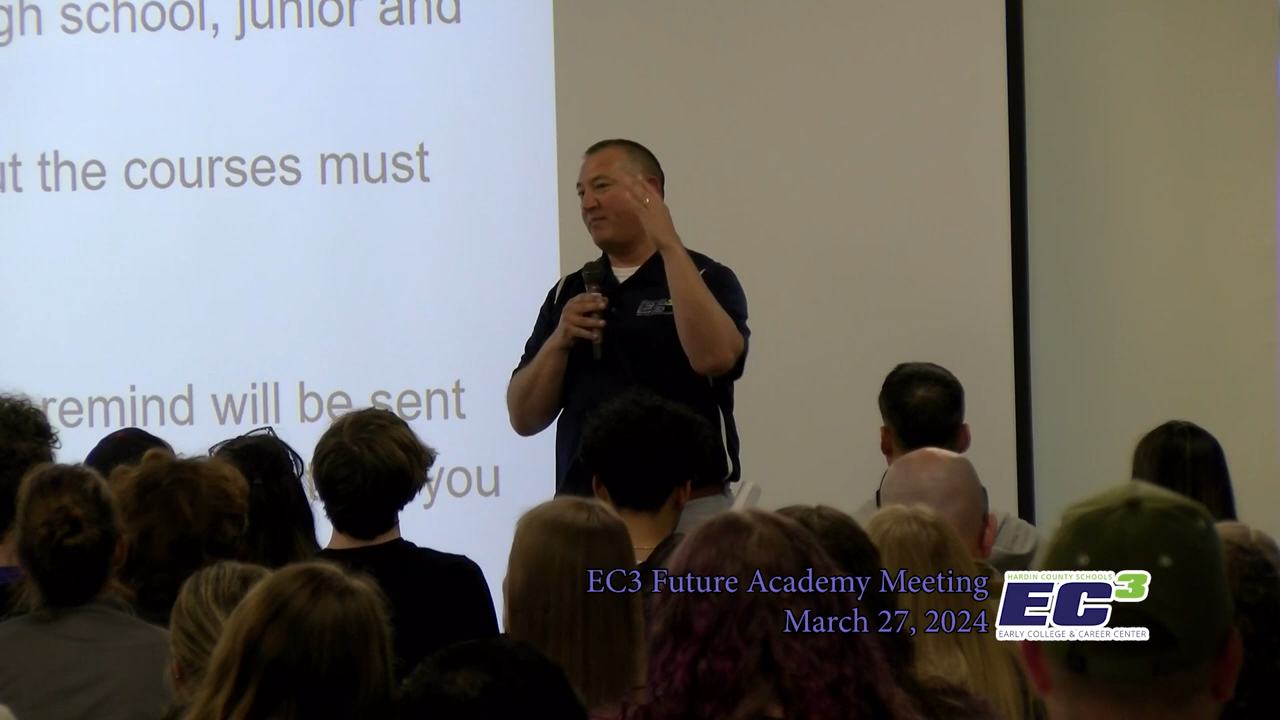 gh school, junior and
ut the courses must
remind will be sent
you
EC3
EC3 Future Academy Meeting
March 27, 2024
HARDIN COUNTY SCHOOLS
EC3
EARLY COLLEGE & CAREER CENTER